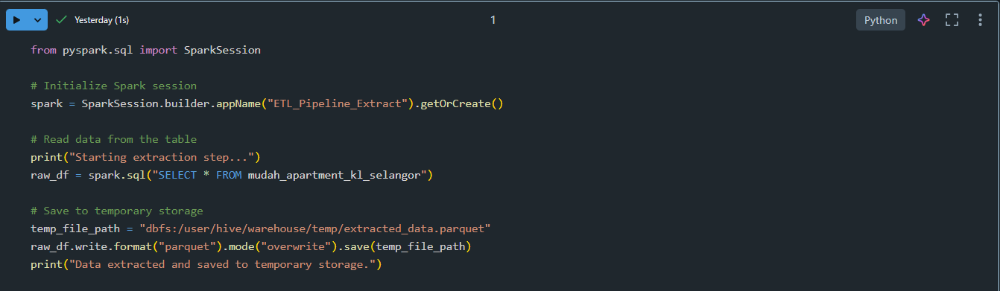 Yesterday (1s)
1
Python
from pyspark.sql import SparkSession
# Initialize Spark session
spark = SparkSession.builder.appName("ETL_Pipeline_Extract").getOrCreate()
# Read data from the table
print("Starting extraction step...")
raw_df = spark.sql("SELECT * FROM mudah_apartment_kl_selangor")
# Save to temporary storage
temp_file_path = "dbfs:/user/hive/warehouse/temp/extracted_data.parquet"
raw_df.write.format("parquet").mode("overwrite").save(temp_file_path)
print("Data extracted and saved to temporary storage.")